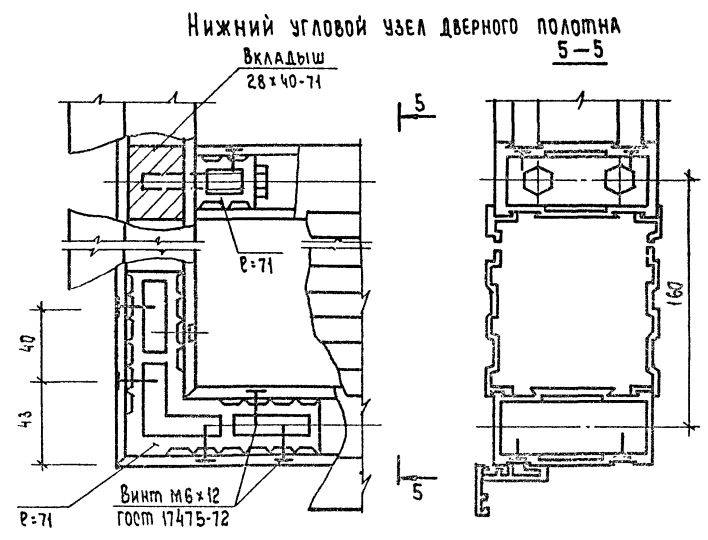 Нижний угловой узел дверного полотна
5–5
Вкладыш
28×40-71
5
ℓ=71
40
43
160
5
ℓ=71
Винт М6×12
ГОСТ 17475-72